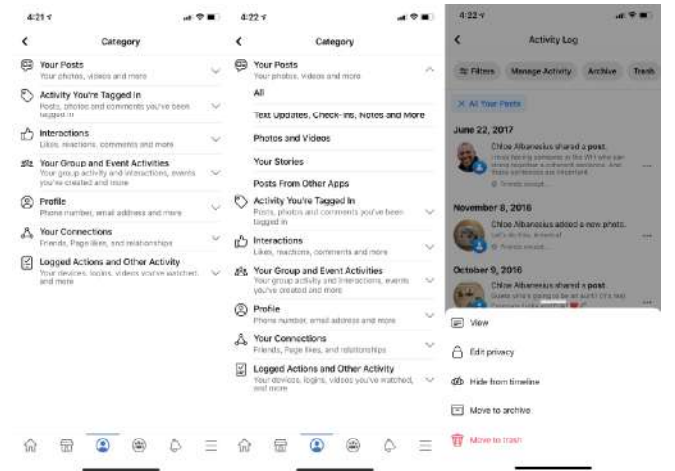 4:21
Category
Your Posts
Your photos, videos and more
Activity You're Tagged In
Posts, photos and comments you've been
tagged in
Interactions
Likes, reactions, comments and more
Your Group and Event Activities
Your group activity and interactions, events
you've created and more
Profile
Phone number, email address and more
Your Connections
Friends, Page likes, and relationships
Logged Actions and Other Activity
Your devices, logins, videos you've watched,
and more
4:22
Category
Your Posts
Your photos, videos and more
All
Text Updates, Check-ins, Notes and More
Photos and Videos
Your Stories
Posts From Other Apps
Activity You're Tagged In
Posts, photos and comments you've been
tagged in
Interactions
Likes, reactions, comments and more
Your Group and Event Activities
Your group activity and interactions, events
you've created and more
Profile
Phone number, email address and more
Your Connections
Friends, Page likes, and relationships
Logged Actions and Other Activity
Your devices, logins, videos you've watched,
and more
4:22
Activity Log
Filters
Manage Activity
Archive
Trash
× All Your Posts
June 22, 2017
Chloe Albanesius shared a post.
Friends except...
November 8, 2016
Chloe Albanesius added a new photo.
Friends except...
October 9, 2016
Chloe Albanesius shared a post.
View
Edit privacy
Hide from timeline
Move to archive
Move to trash